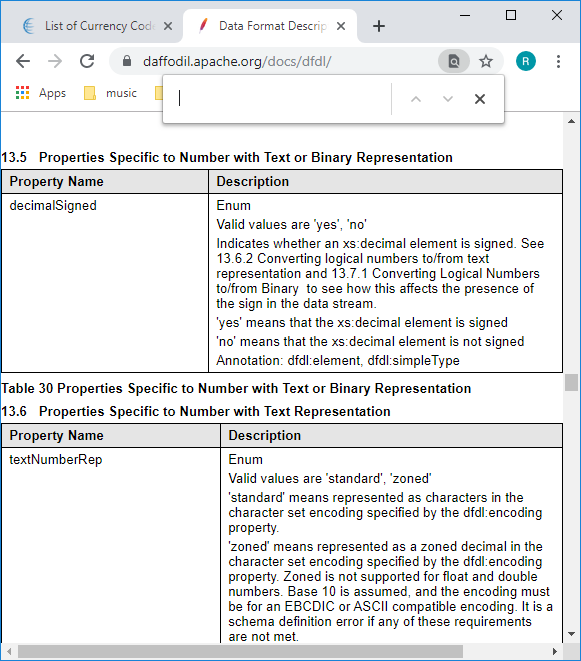 List of Currency Cod
Data Format Descrip
daffodil.apache.org/docs/dfdl/
R
Apps
music
13.5 Properties Specific to Number with Text or Binary Representation
Property Name
Description
decimalSigned
Enum
Valid values are 'yes', 'no'
Indicates whether an xs:decimal element is signed. See
13.6.2 Converting logical numbers to/from text
representation and 13.7.1 Converting Logical Numbers
to/from Binary to see how this affects the presence of
the sign in the data stream.
'yes' means that the xs:decimal element is signed
'no' means that the xs:decimal element is not signed
Annotation: dfdl:element, dfdl:simpleType
Table 30 Properties Specific to Number with Text or Binary Representation
13.6 Properties Specific to Number with Text Representation
Property Name
Description
textNumberRep
Enum
Valid values are 'standard', 'zoned'
'standard' means represented as characters in the
character set encoding specified by the dfdl:encoding
property.
'zoned' means represented as a zoned decimal in the
character set encoding specified by the dfdl:encoding
property. Zoned is not supported for float and double
numbers. Base 10 is assumed, and the encoding must
be for an EBCDIC or ASCII compatible encoding. It is a
schema definition error if any of these requirements
are not met.